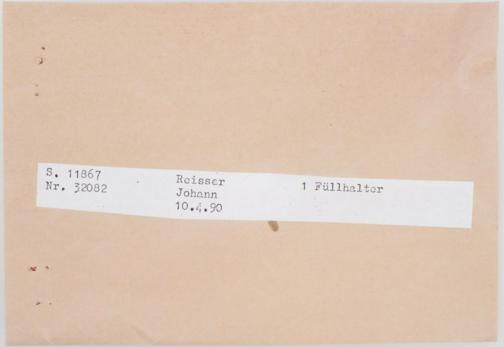 S. 11867 Reisser 1 Füllhalter
Nr. 32082 Johann
10.4.90